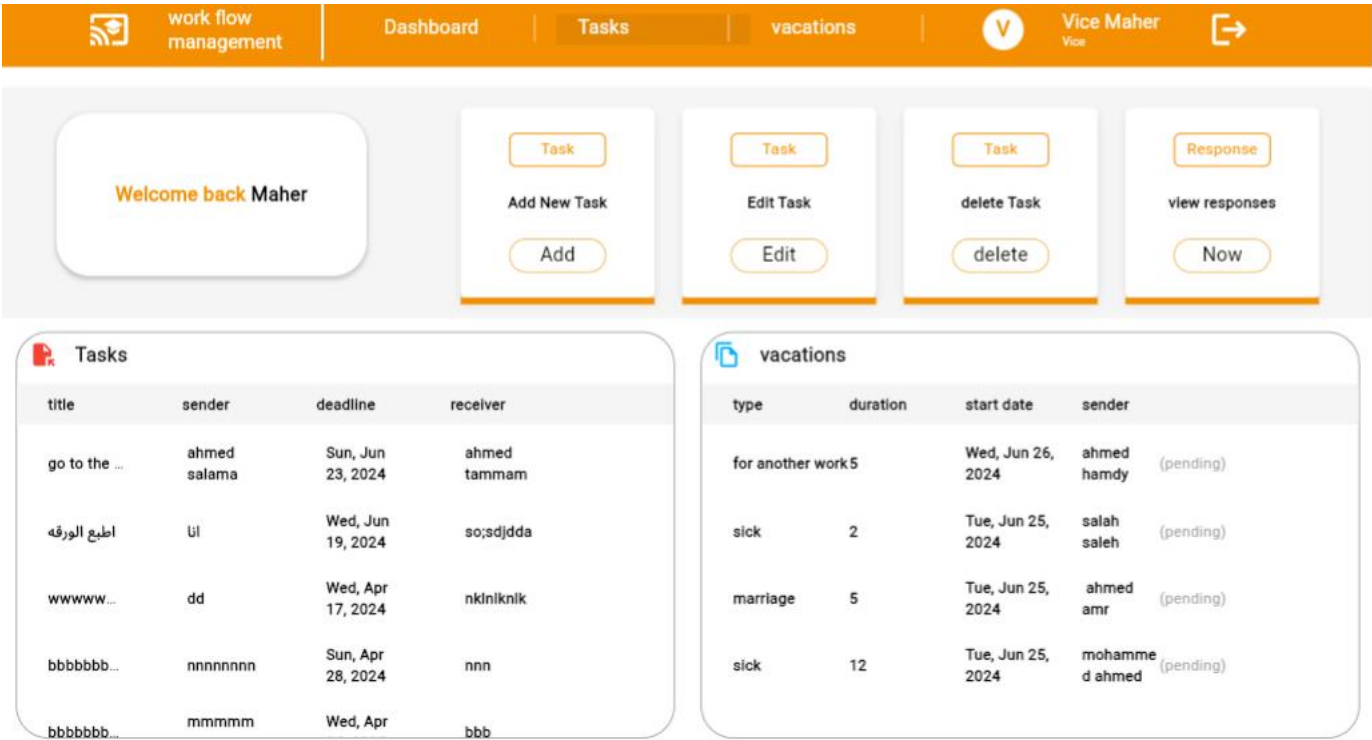 work flow
management
Dashboard
Tasks
vacations
V
Vice Maher
Vice
Welcome back Maher
Task
Add New Task
Add
Task
Edit Task
Edit
Task
delete Task
delete
Response
view responses
Now
Tasks
title sender deadline receiver
go to the ...
ahmed
salama
Sun, Jun
23, 2024
ahmed
tammam
اطبع الورقه
انا
Wed, Jun
19, 2024
so;sdjdda
wwwww...
dd
Wed, Apr
17, 2024
nklnlknlk
bbbbbbb...
nnnnnnnn
Sun, Apr
28, 2024
nnn
bbbbbbb...
mmmmm
Wed, Apr
bbb
vacations
type duration start date sender
for another work 5
Wed, Jun 26,
2024
ahmed
hamdy
(pending)
sick
2
Tue, Jun 25,
2024
salah
saleh
(pending)
marriage
5
Tue, Jun 25,
2024
ahmed
amr
(pending)
sick
12
Tue, Jun 25,
2024
mohamme
d ahmed
(pending)